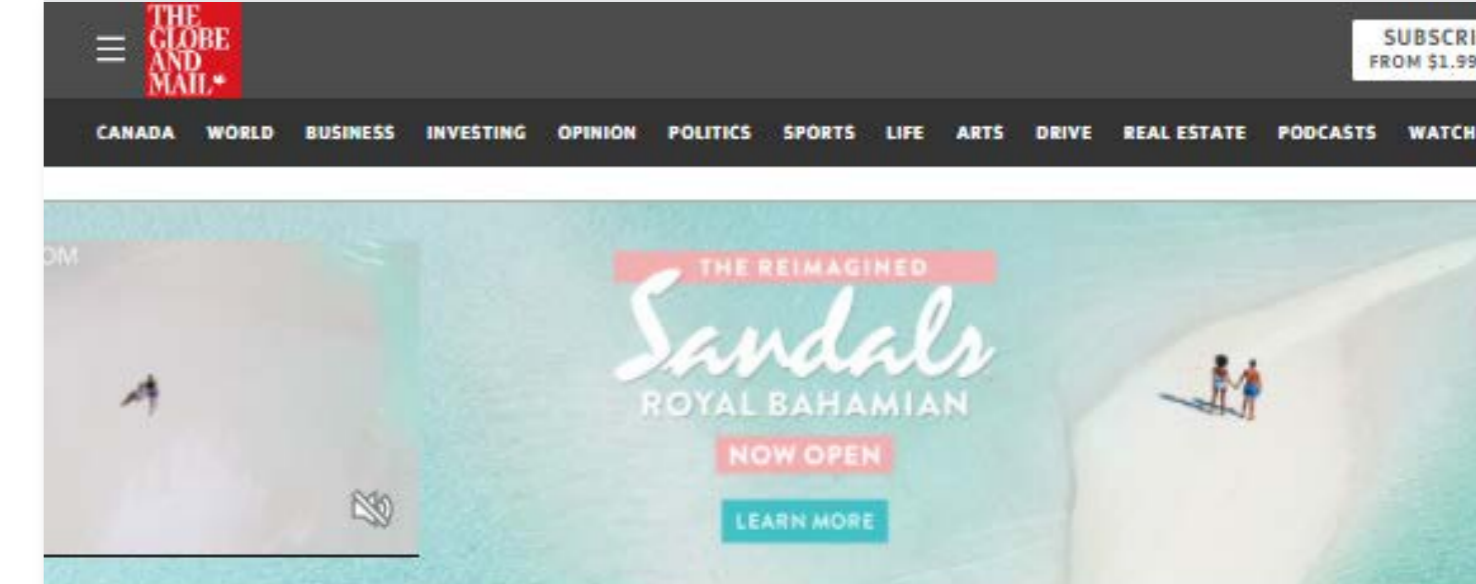 THE
GLOBE
AND
MAIL
SUBSCRI
FROM $1.99
CANADA WORLD BUSINESS INVESTING OPINION POLITICS SPORTS LIFE ARTS DRIVE REAL ESTATE PODCASTS WATCH
OM
THE REIMAGINED
Sandals
ROYAL BAHAMIAN
NOW OPEN
LEARN MORE